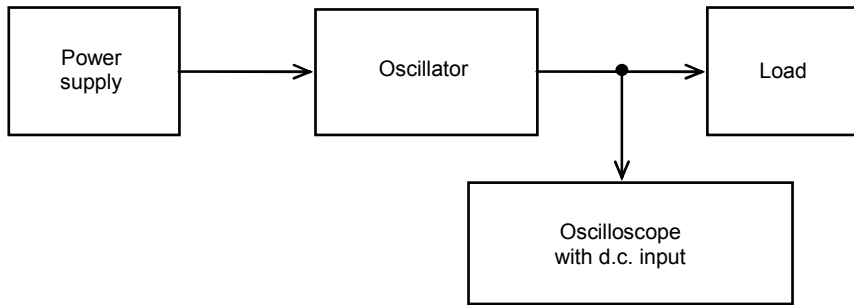 Power
supply
Oscillator
Load
Oscilloscope
with d.c. input